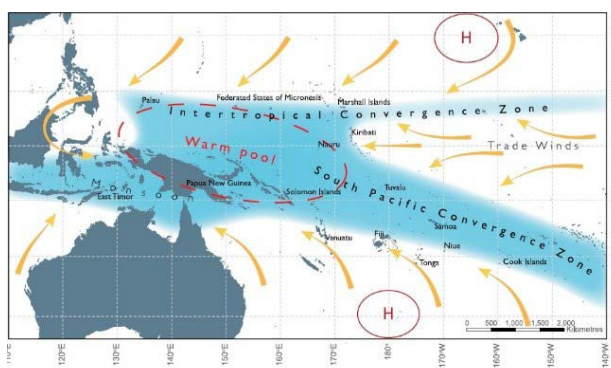 H
Palau
Federated States of Micronesia
Marshall Islands
Intertropical Convergence Zone
Kiribati
Nauru
Trade Winds
Warm pool
Monsoon
Papua New Guinea
East Timor
Solomon Islands
South Pacific Convergence Zone
Tuvalu
Vanuatu
Fiji
Samoa
Niue
Tonga
Cook Islands
H
0 500 1,000 1,500 2,000
Kilometres
110°E 120°E 130°E 140°E 150°E 160°E 170°E 180° 170°W 160°W 150°W 140°W